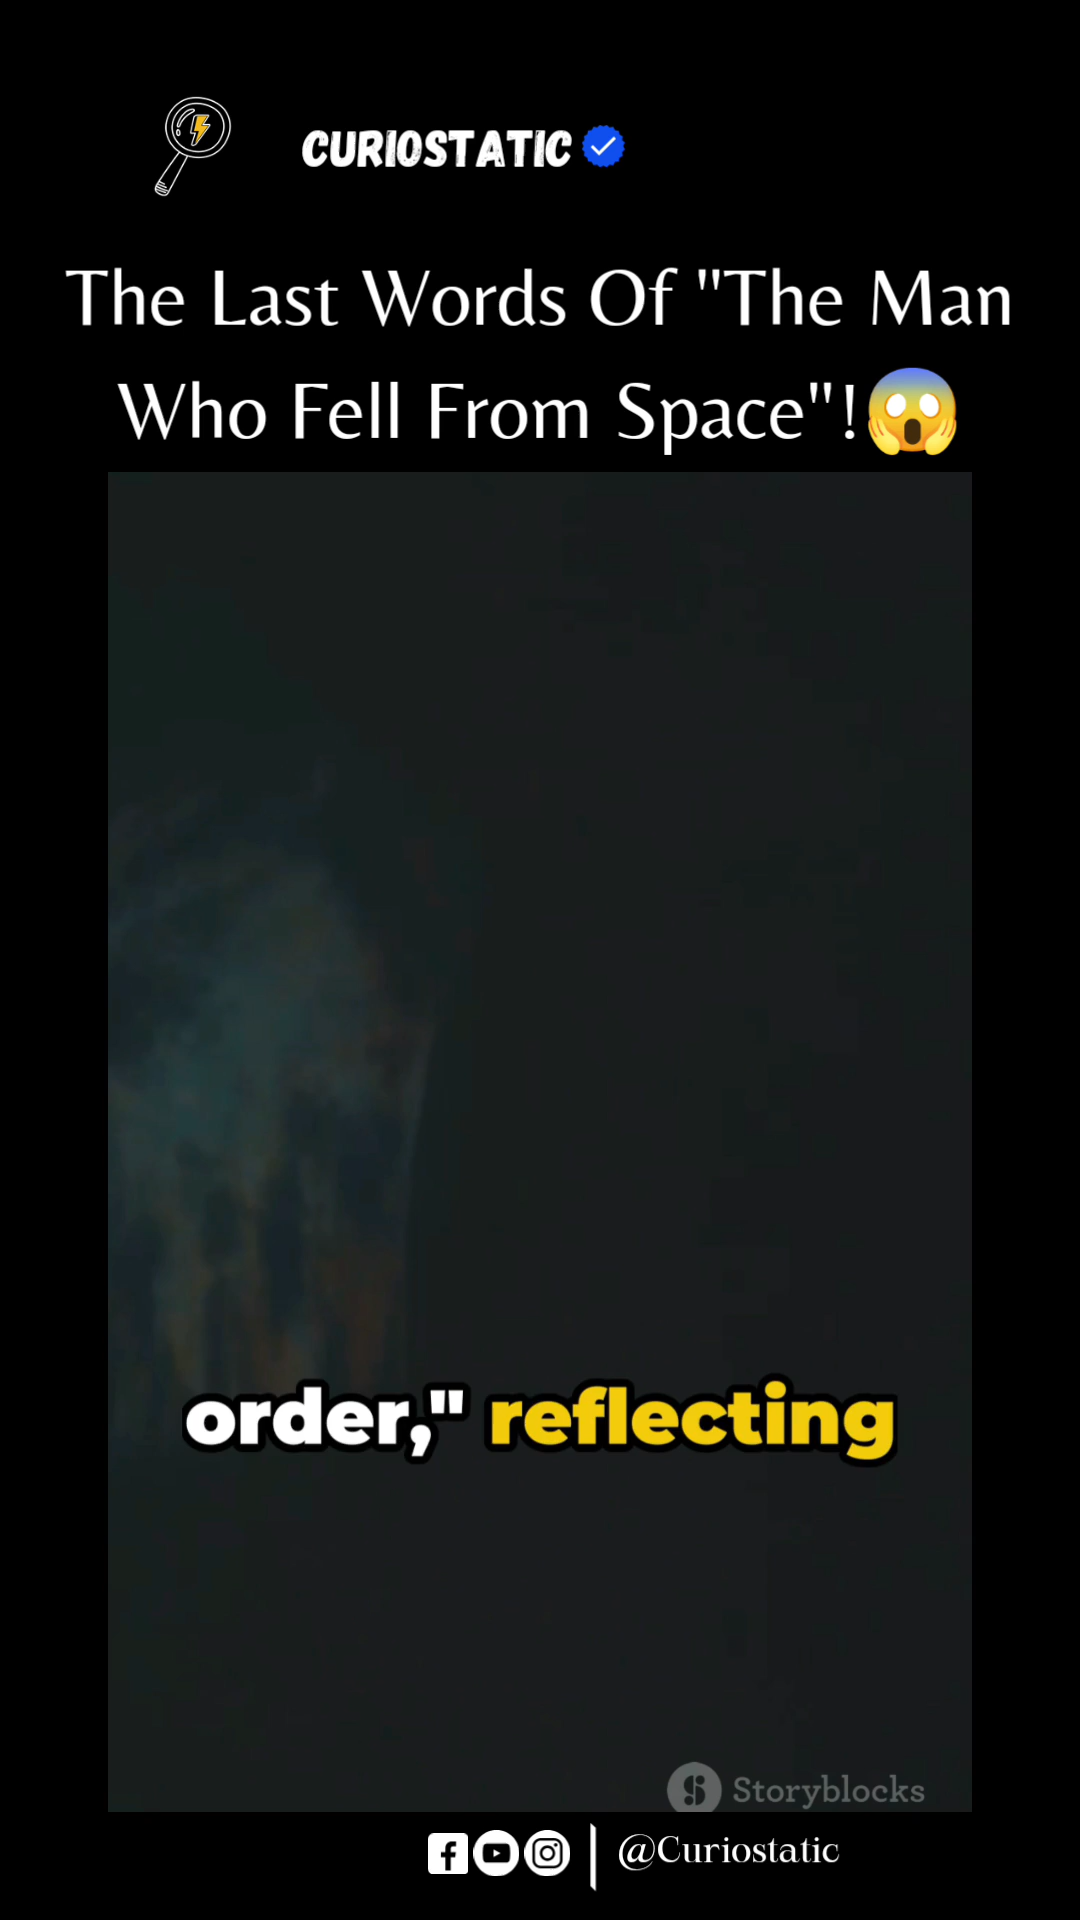 CURIOSTATIC
The Last Words Of "The Man
Who Fell From Space"!😱
order," reflecting
Storyblocks
@Curiostatic